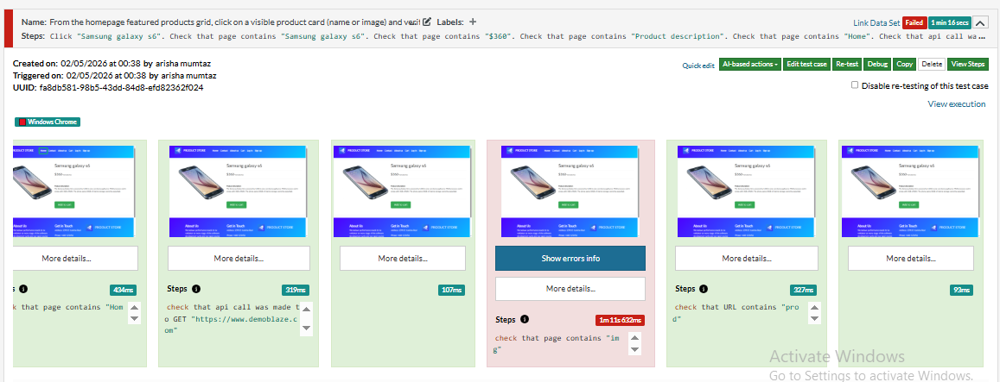 Name: From the homepage featured products grid, click on a visible product card (name or image) and verif Labels: +
Link Data Set Failed 1 min 16 secs
Steps: Click "Samsung galaxy s6". Check that page contains "Samsung galaxy s6". Check that page contains "$360". Check that page contains "Product description". Check that page contains "Home". Check that api call wa...
Created on: 02/05/2026 at 00:38 by arisha mumtaz
Triggered on: 02/05/2026 at 00:38 by arisha mumtaz
UUID: fa8db581-98b5-43dd-84d8-efd82362f024
Quick edit AI-based actions Edit test case Re-test Debug Copy Delete View Steps
Disable re-testing of this test case
View execution
Windows Chrome
PRODUCT STORE
Samsung galaxy s6
$360
About Us Get in Touch PRODUCT STORE
More details...
s 434ms
k that page contains "Hom
PRODUCT STORE
Samsung galaxy s6
$360
About Us Get in Touch PRODUCT STORE
More details...
Steps 319ms
check that api call was made t
o GET "https://www.demoblaze.c
om"
PRODUCT STORE
Samsung galaxy s6
$360
About Us Get in Touch PRODUCT STORE
More details...
107ms
PRODUCT STORE
Samsung galaxy s6
$360
About Us Get in Touch PRODUCT STORE
Show errors info
More details...
Steps 1m 11s 632ms
check that page contains "im
g"
PRODUCT STORE
Samsung galaxy s6
$360
About Us Get in Touch PRODUCT STORE
More details...
Steps 327ms
check that URL contains "pro
d"
PRODUCT STORE
Samsung galaxy s6
$360
About Us Get in Touch PRODUCT STORE
More details...
93ms
Activate Windows
Go to Settings to activate Windows.